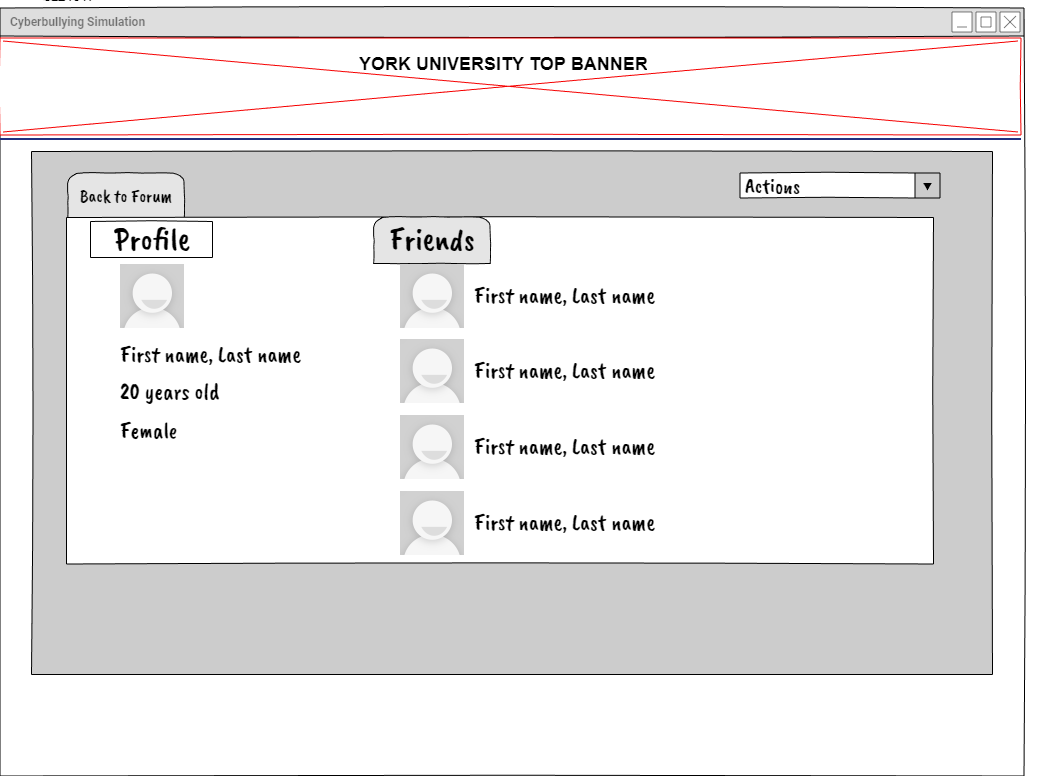 Cyberbullying Simulation
YORK UNIVERSITY TOP BANNER
Back to Forum
Actions
Profile
Friends
First name, Last name
20 years old
Female
First name, Last name
First name, Last name
First name, Last name
First name, Last name